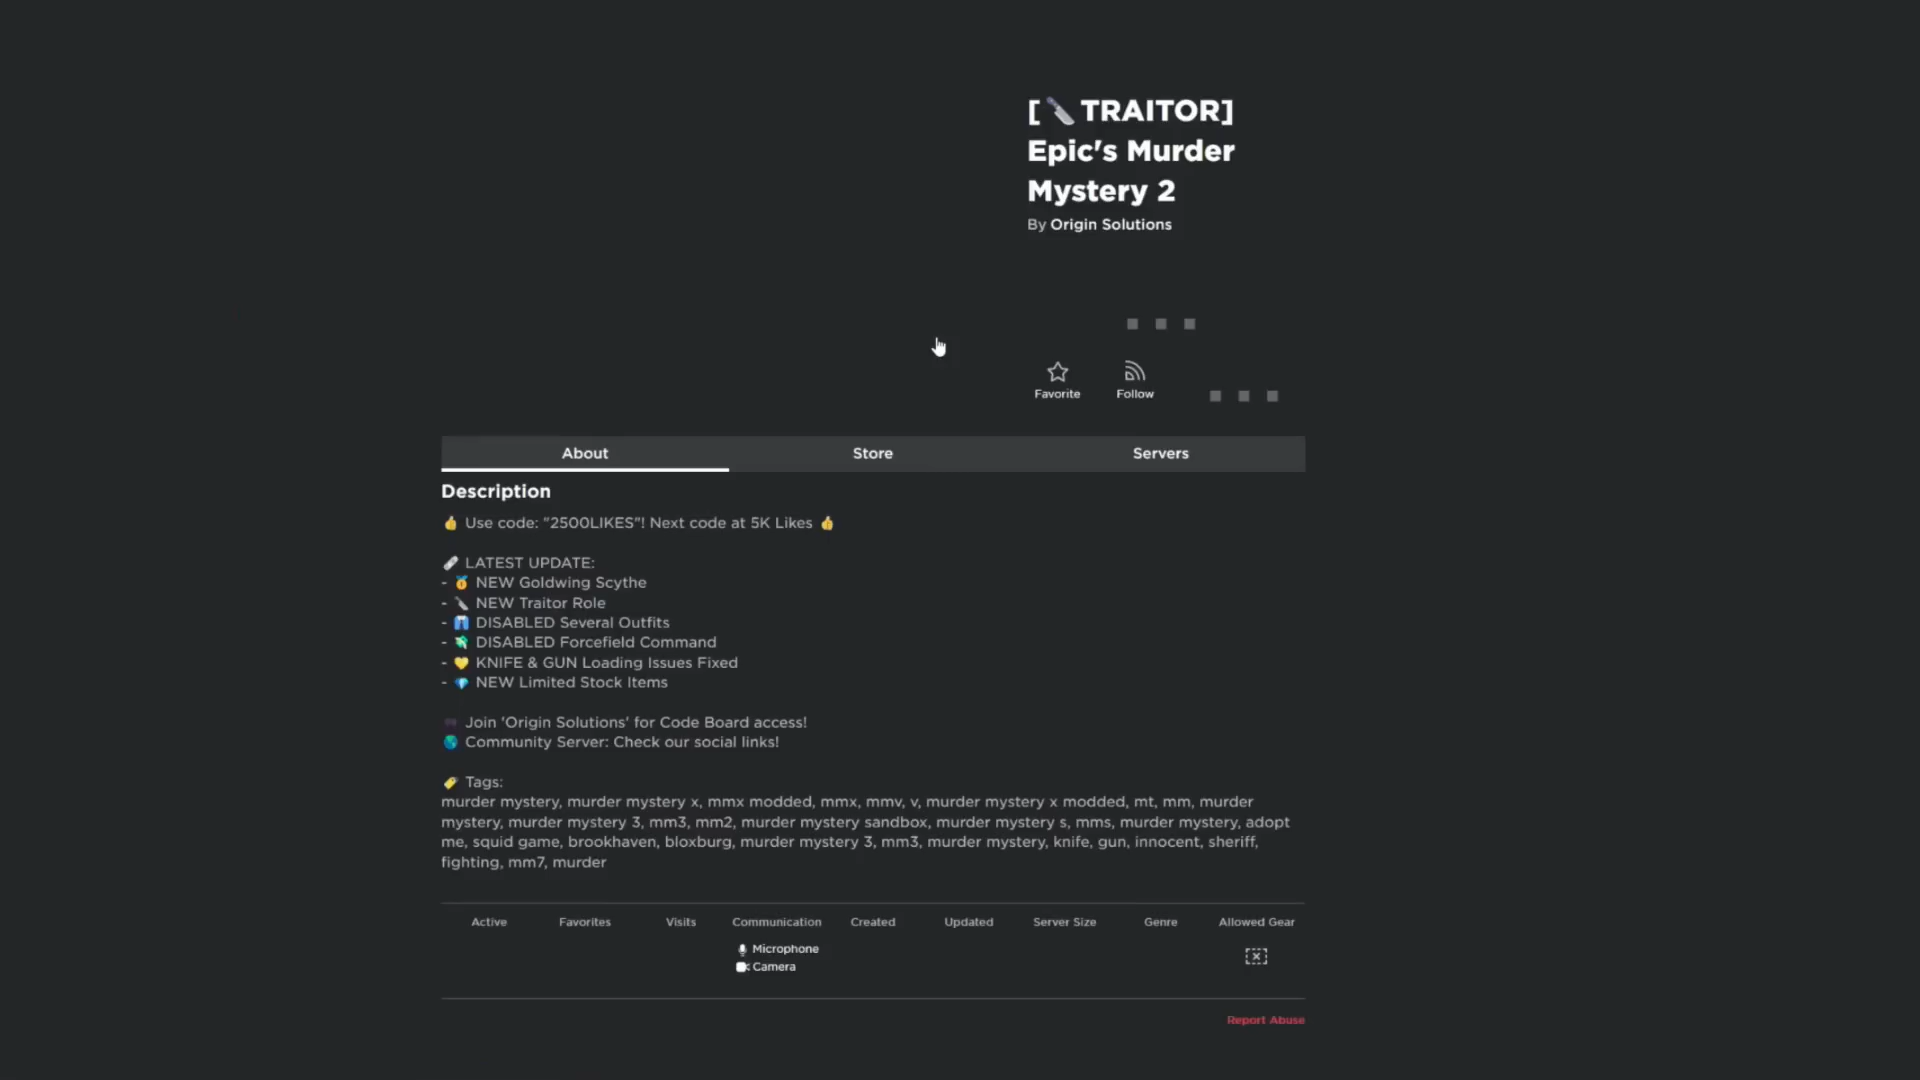 [🔪TRAITOR]
Epic's Murder
Mystery 2
By Origin Solutions
Favorite
Follow
About
Store
Servers
Description
👍 Use code: "2500LIKES"! Next code at 5K Likes 👍
🩹 LATEST UPDATE:
- 🥇 NEW Goldwing Scythe
- 🔪 NEW Traitor Role
- 👖 DISABLED Several Outfits
- 💸 DISABLED Forcefield Command
- 💛 KNIFE & GUN Loading Issues Fixed
- 💎 NEW Limited Stock Items
🎮 Join 'Origin Solutions' for Code Board access!
🌎 Community Server: Check our social links!
🏷️ Tags:
murder mystery, murder mystery x, mmx modded, mmx, mmv, v, murder mystery x modded, mt, mm, murder
mystery, murder mystery 3, mm3, mm2, murder mystery sandbox, murder mystery s, mms, murder mystery, adopt
me, squid game, brookhaven, bloxburg, murder mystery 3, mm3, murder mystery, knife, gun, innocent, sheriff,
fighting, mm7, murder
Active
Favorites
Visits
Communication
Created
Updated
Server Size
Genre
Allowed Gear
Microphone
Camera
Report Abuse